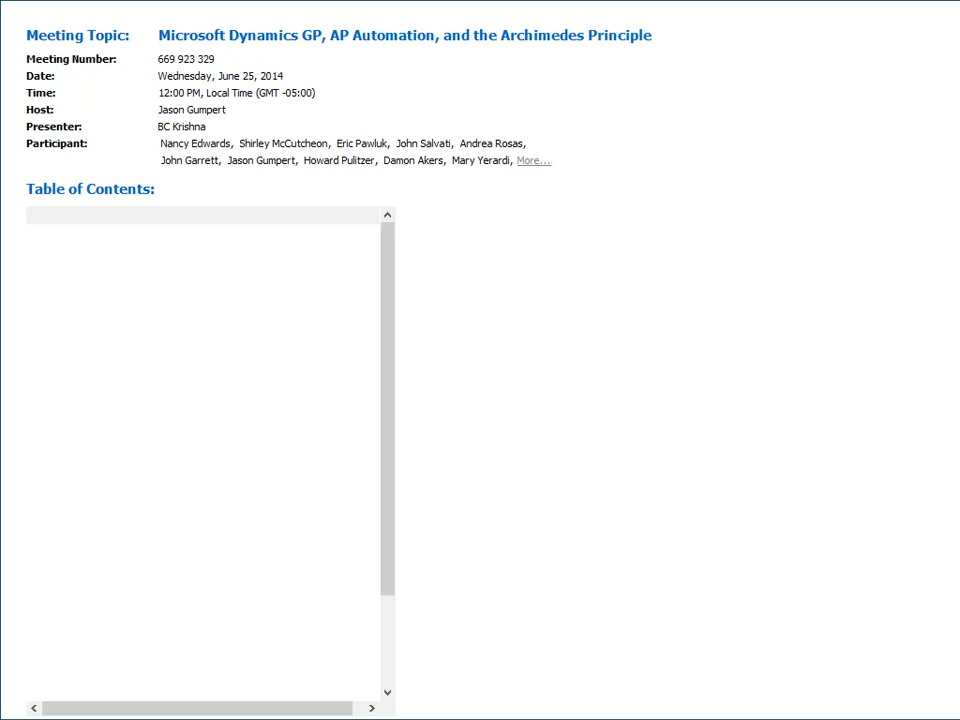 Meeting Topic: Microsoft Dynamics GP, AP Automation, and the Archimedes Principle
Meeting Number: 669 923 329
Date: Wednesday, June 25, 2014
Time: 12:00 PM, Local Time (GMT -05:00)
Host: Jason Gumpert
Presenter: BC Krishna
Participant: Nancy Edwards, Shirley McCutcheon, Eric Pawluk, John Salvati, Andrea Rosas,
John Garrett, Jason Gumpert, Howard Pulitzer, Damon Akers, Mary Yerardi, More...
Table of Contents: